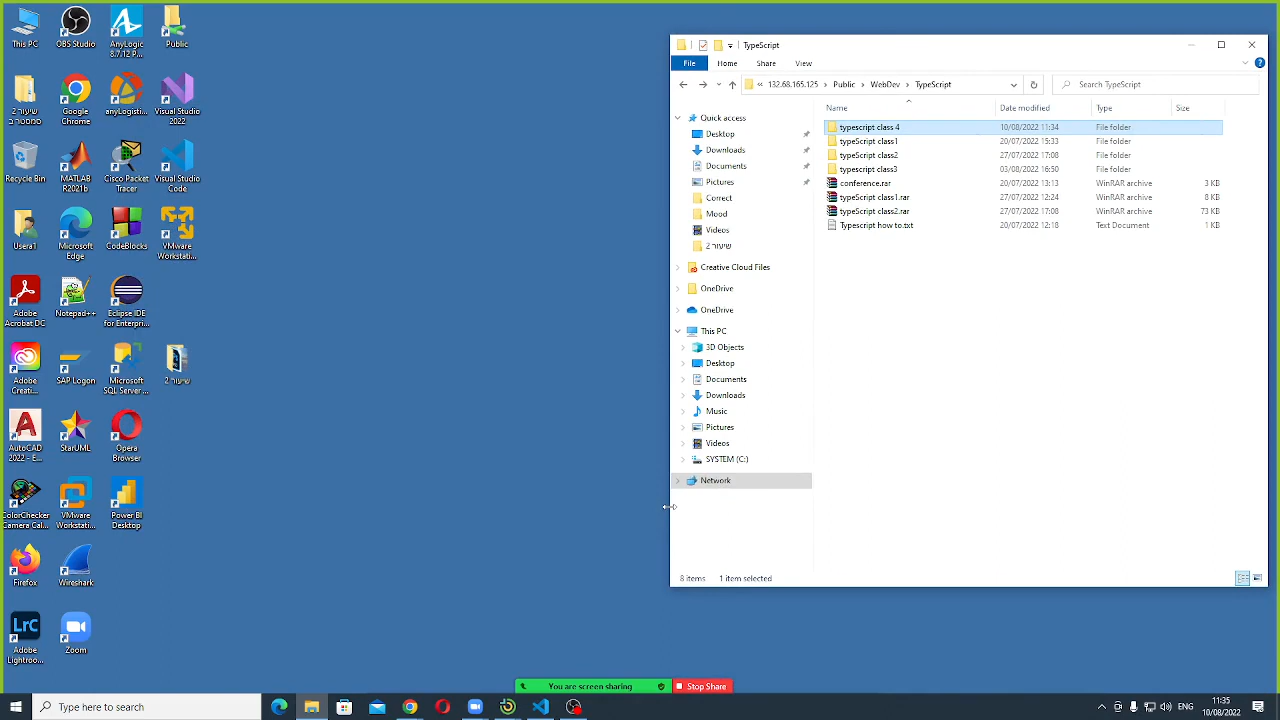 This PC
OBS Studio
AnyLogic
8.7.12 P...
Public
שיעור 2
סמסטר ב
Google
Chrome
anyLogisti...
Visual Studio
2022
Recycle Bin
MATLAB
R2021b
Cisco Packet
Tracer
Visual Studio
Code
Usera1
Microsoft
Edge
CodeBlocks
VMware
Workstati...
Adobe
Acrobat DC
Notepad++
Eclipse IDE
for Enterpri...
Adobe
Creati...
SAP Logon
Microsoft
SQL Server ...
שיעור 2
AutoCAD
2022 - E...
StarUML
Opera
Browser
ColorChecker
Camera Cal...
VMware
Workstati...
Power BI
Desktop
Firefox
Wireshark
Adobe
Lightroo...
Zoom
TypeScript
File Home Share View
« 132.68.165.125 › Public › WebDev › TypeScript
Search TypeScript
Name Date modified Type Size
typescript class 4 10/08/2022 11:34 File folder
typeScript class1 20/07/2022 15:33 File folder
typeScript class2 27/07/2022 17:08 File folder
typescript class3 03/08/2022 16:50 File folder
conference.rar 20/07/2022 13:13 WinRAR archive 3 KB
typeScript class1.rar 27/07/2022 12:24 WinRAR archive 8 KB
typeScript class2.rar 27/07/2022 17:08 WinRAR archive 73 KB
Typescript how to.txt 20/07/2022 12:18 Text Document 1 KB
Quick access
Desktop
Downloads
Documents
Pictures
Correct
Mood
Videos
שיעור 2
Creative Cloud Files
OneDrive
OneDrive
This PC
3D Objects
Desktop
Documents
Downloads
Music
Pictures
Videos
SYSTEM (C:)
Network
8 items 1 item selected
You are screen sharing Stop Share
Type here to search
ENG
11:35
10/08/2022